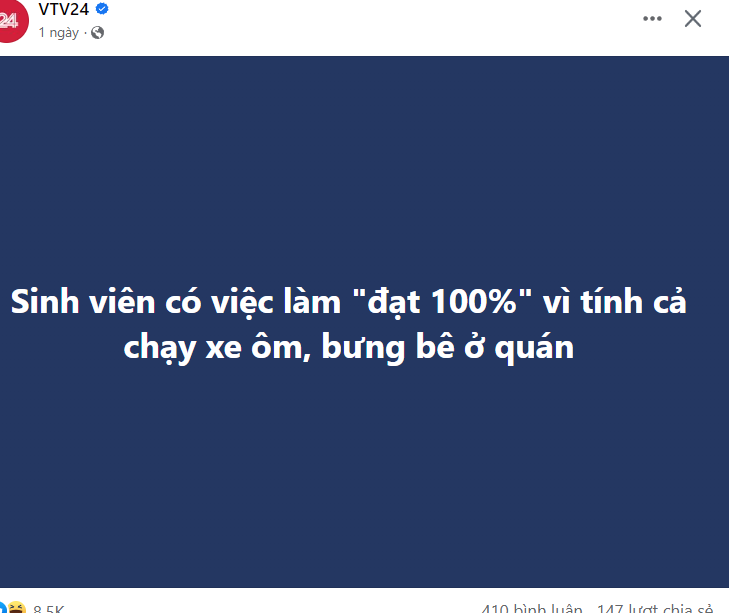 24
VTV24
1 ngày ·
Sinh viên có việc làm "đạt 100%" vì tính cả
chạy xe ôm, bưng bê ở quán
8,5K
410 bình luận 147 lượt chia sẻ